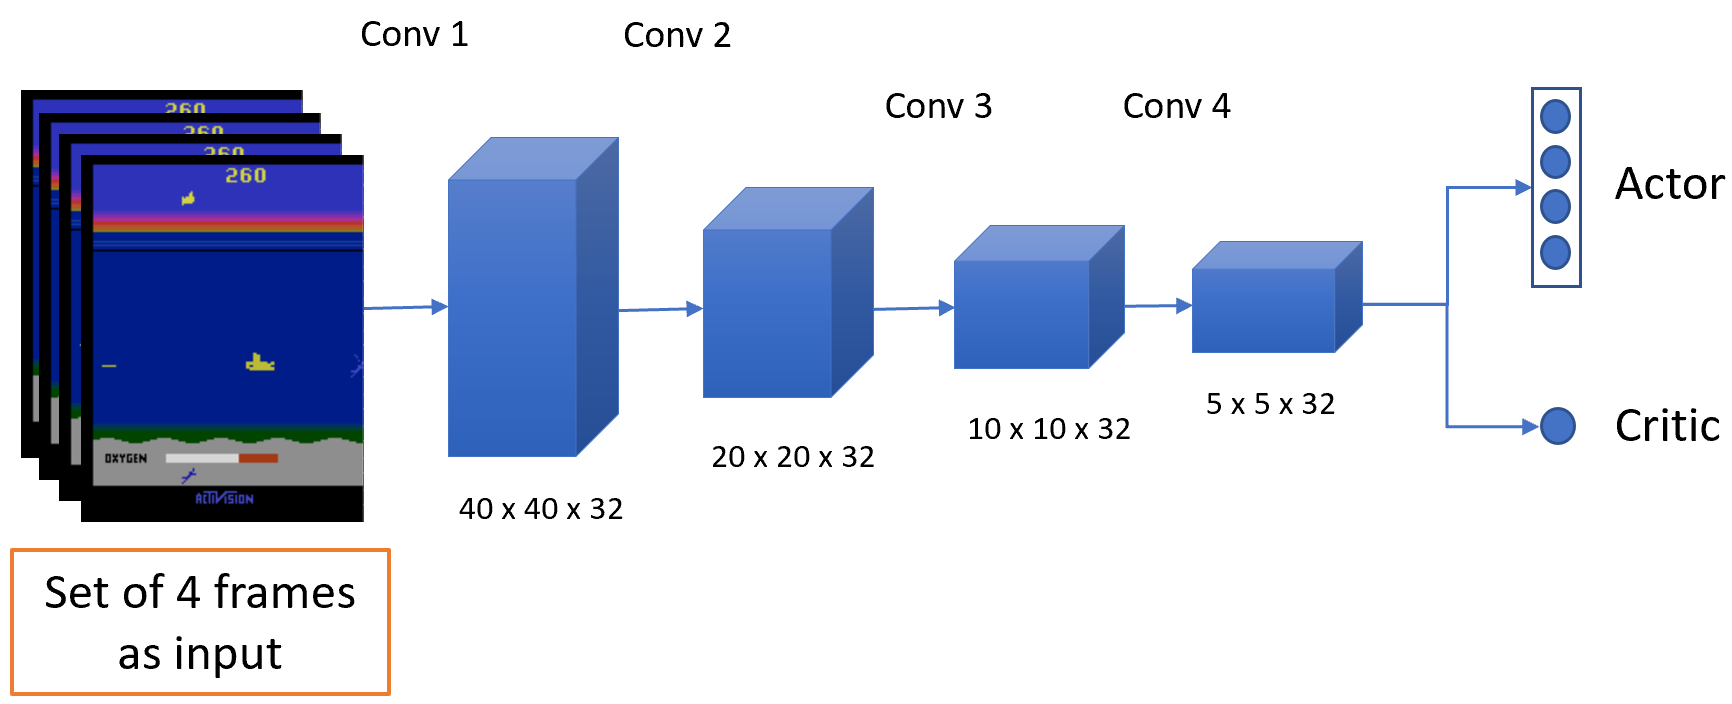 Conv 1
Conv 2
Conv 3
Conv 4
260
260
260
260
OXYGEN
ACTIVISION
Actor
Critic
5 x 5 x 32
10 x 10 x 32
20 x 20 x 32
40 x 40 x 32
Set of 4 frames
as input